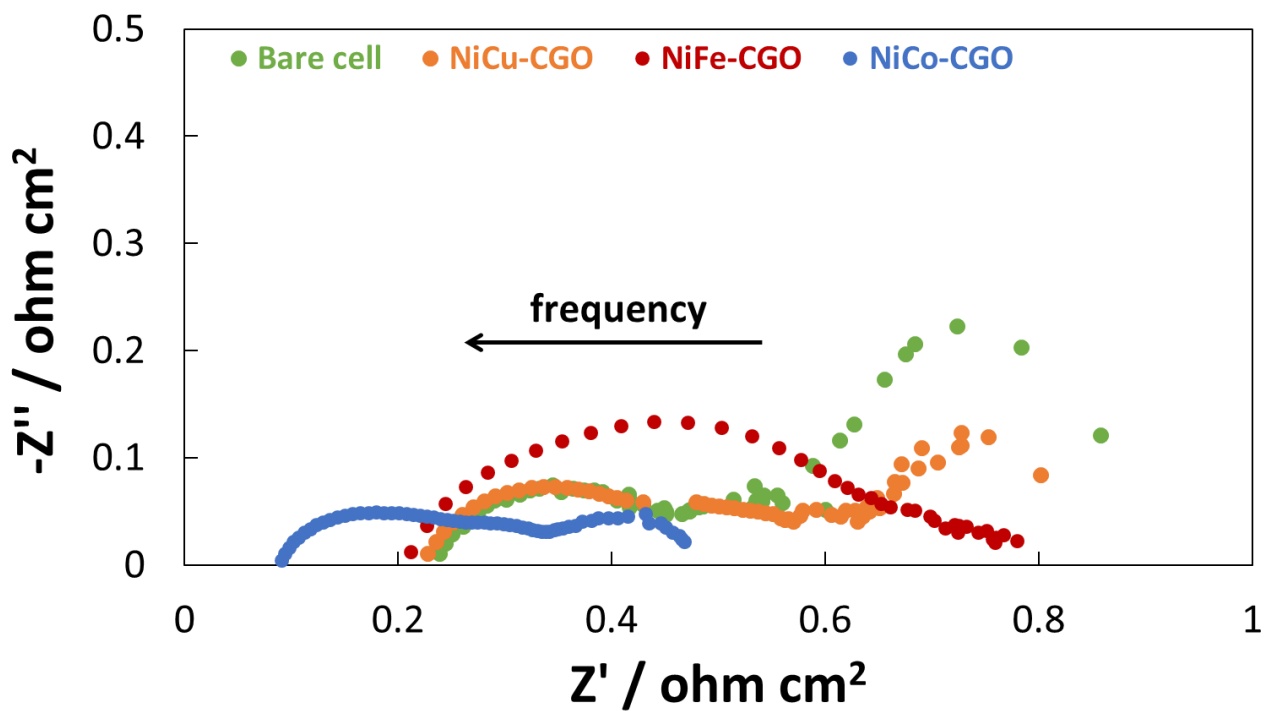 0.5
Bare cell NiCu-CGO NiFe-CGO NiCo-CGO
0.4
0.3
frequency
0.2
0.1
0
0 0.2 0.4 0.6 0.8 1
-Z'' / ohm cm²
Z' / ohm cm²